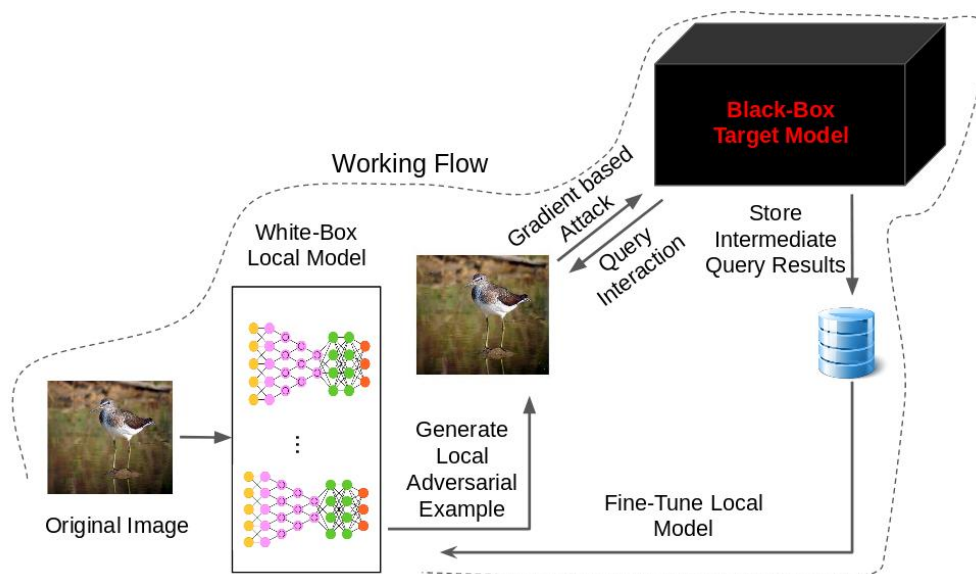 Black-Box
Target Model
Working Flow
Gradient based
Attack
Query
Interaction
Store
Intermediate
Query Results
White-Box
Local Model
...
Generate
Local
Adversarial
Example
Original Image
Fine-Tune Local
Model